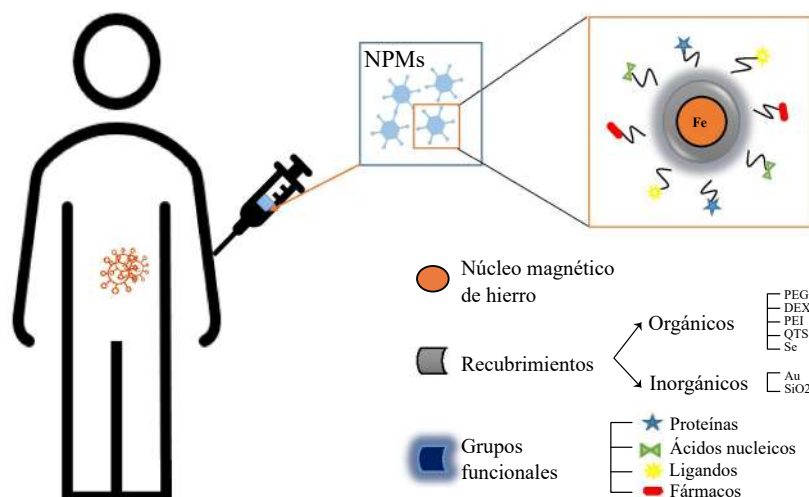 NPMs
Fe
Núcleo magnético
de hierro
Recubrimientos
Orgánicos
PEG
DEX
PEI
QTS
Se
Inorgánicos
Au
SiO2
Grupos
funcionales
Proteínas
Ácidos nucleicos
Ligandos
Fármacos